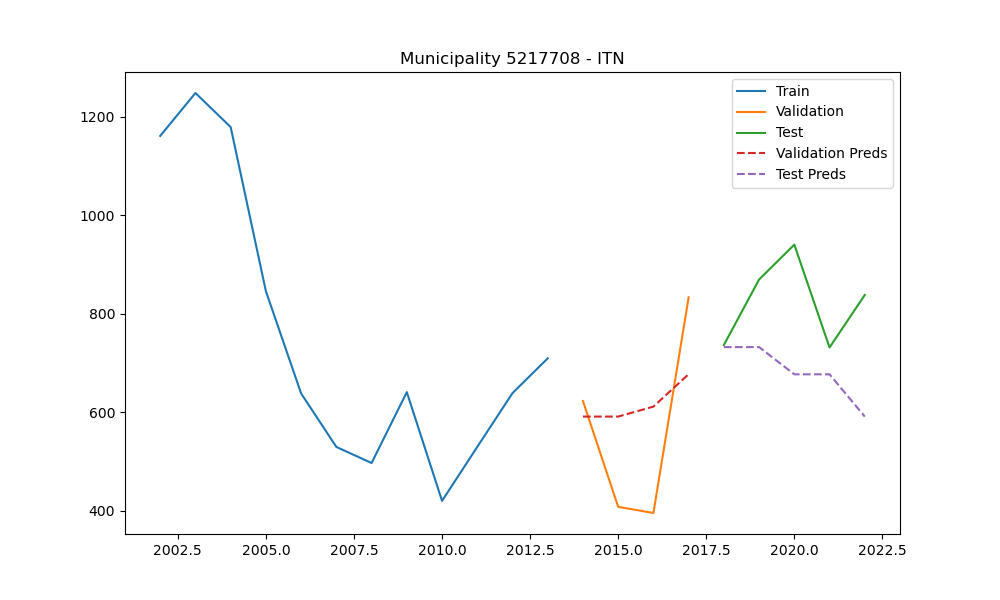 Municipality 5217708 - ITN
Train
Validation
Test
Validation Preds
Test Preds
1200
1000
800
600
400
2002.5 2005.0 2007.5 2010.0 2012.5 2015.0 2017.5 2020.0 2022.5